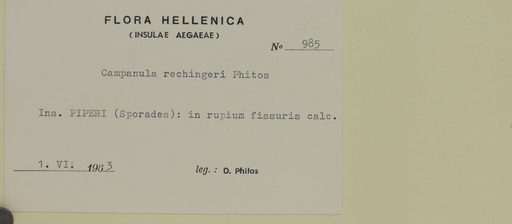 FLORA HELLENICA
(INSULAE AEGAEAE)
No 985
Campanula rechingeri Phitos
Ins. PIPERI (Sporades): in rupium fissuris calc.
1. VI. 1963 leg.: D. Phitos